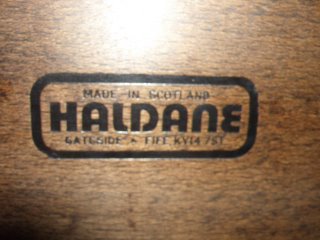 MADE IN SCOTLAND
HALDANE
GATESIDE • FIFE KY14 7ST